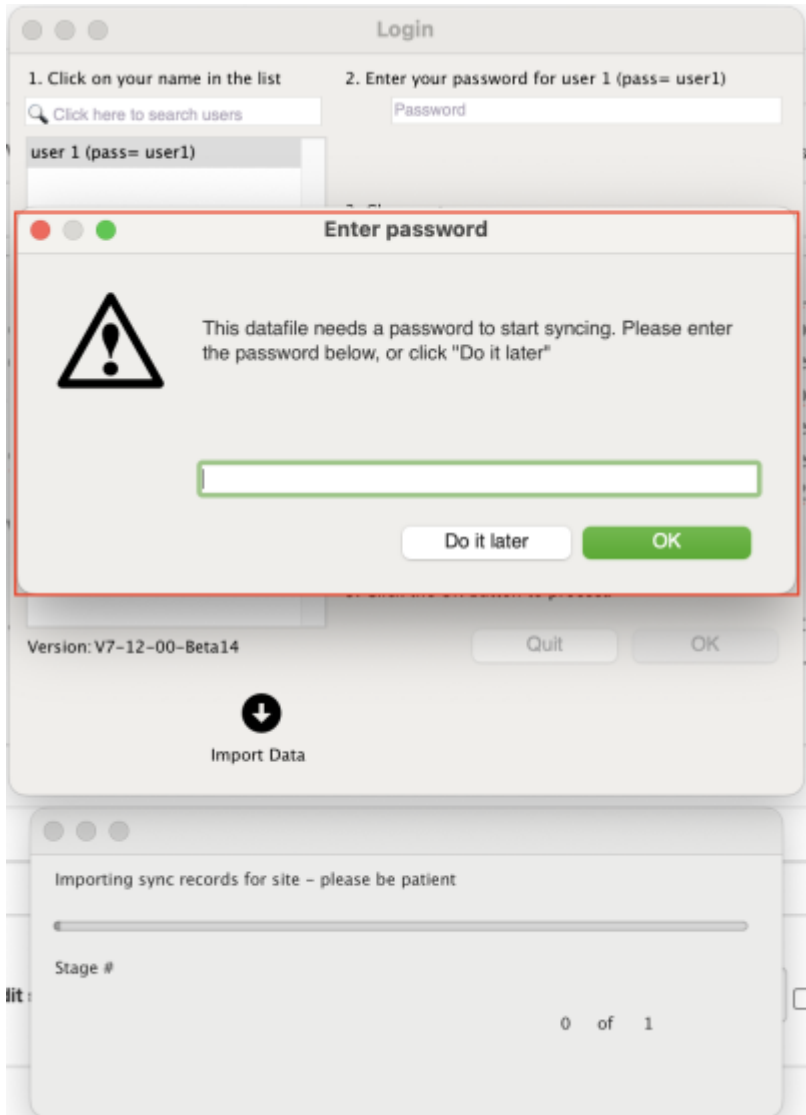 Login
1. Click on your name in the list
2. Enter your password for user 1 (pass= user1)
Click here to search users
Password
user 1 (pass= user1)
Enter password
This datafile needs a password to start syncing. Please enter
the password below, or click "Do it later"
Do it later
OK
Version: V7-12-00-Beta14
Quit
OK
Import Data
Importing sync records for site – please be patient
Stage #
0 of 1